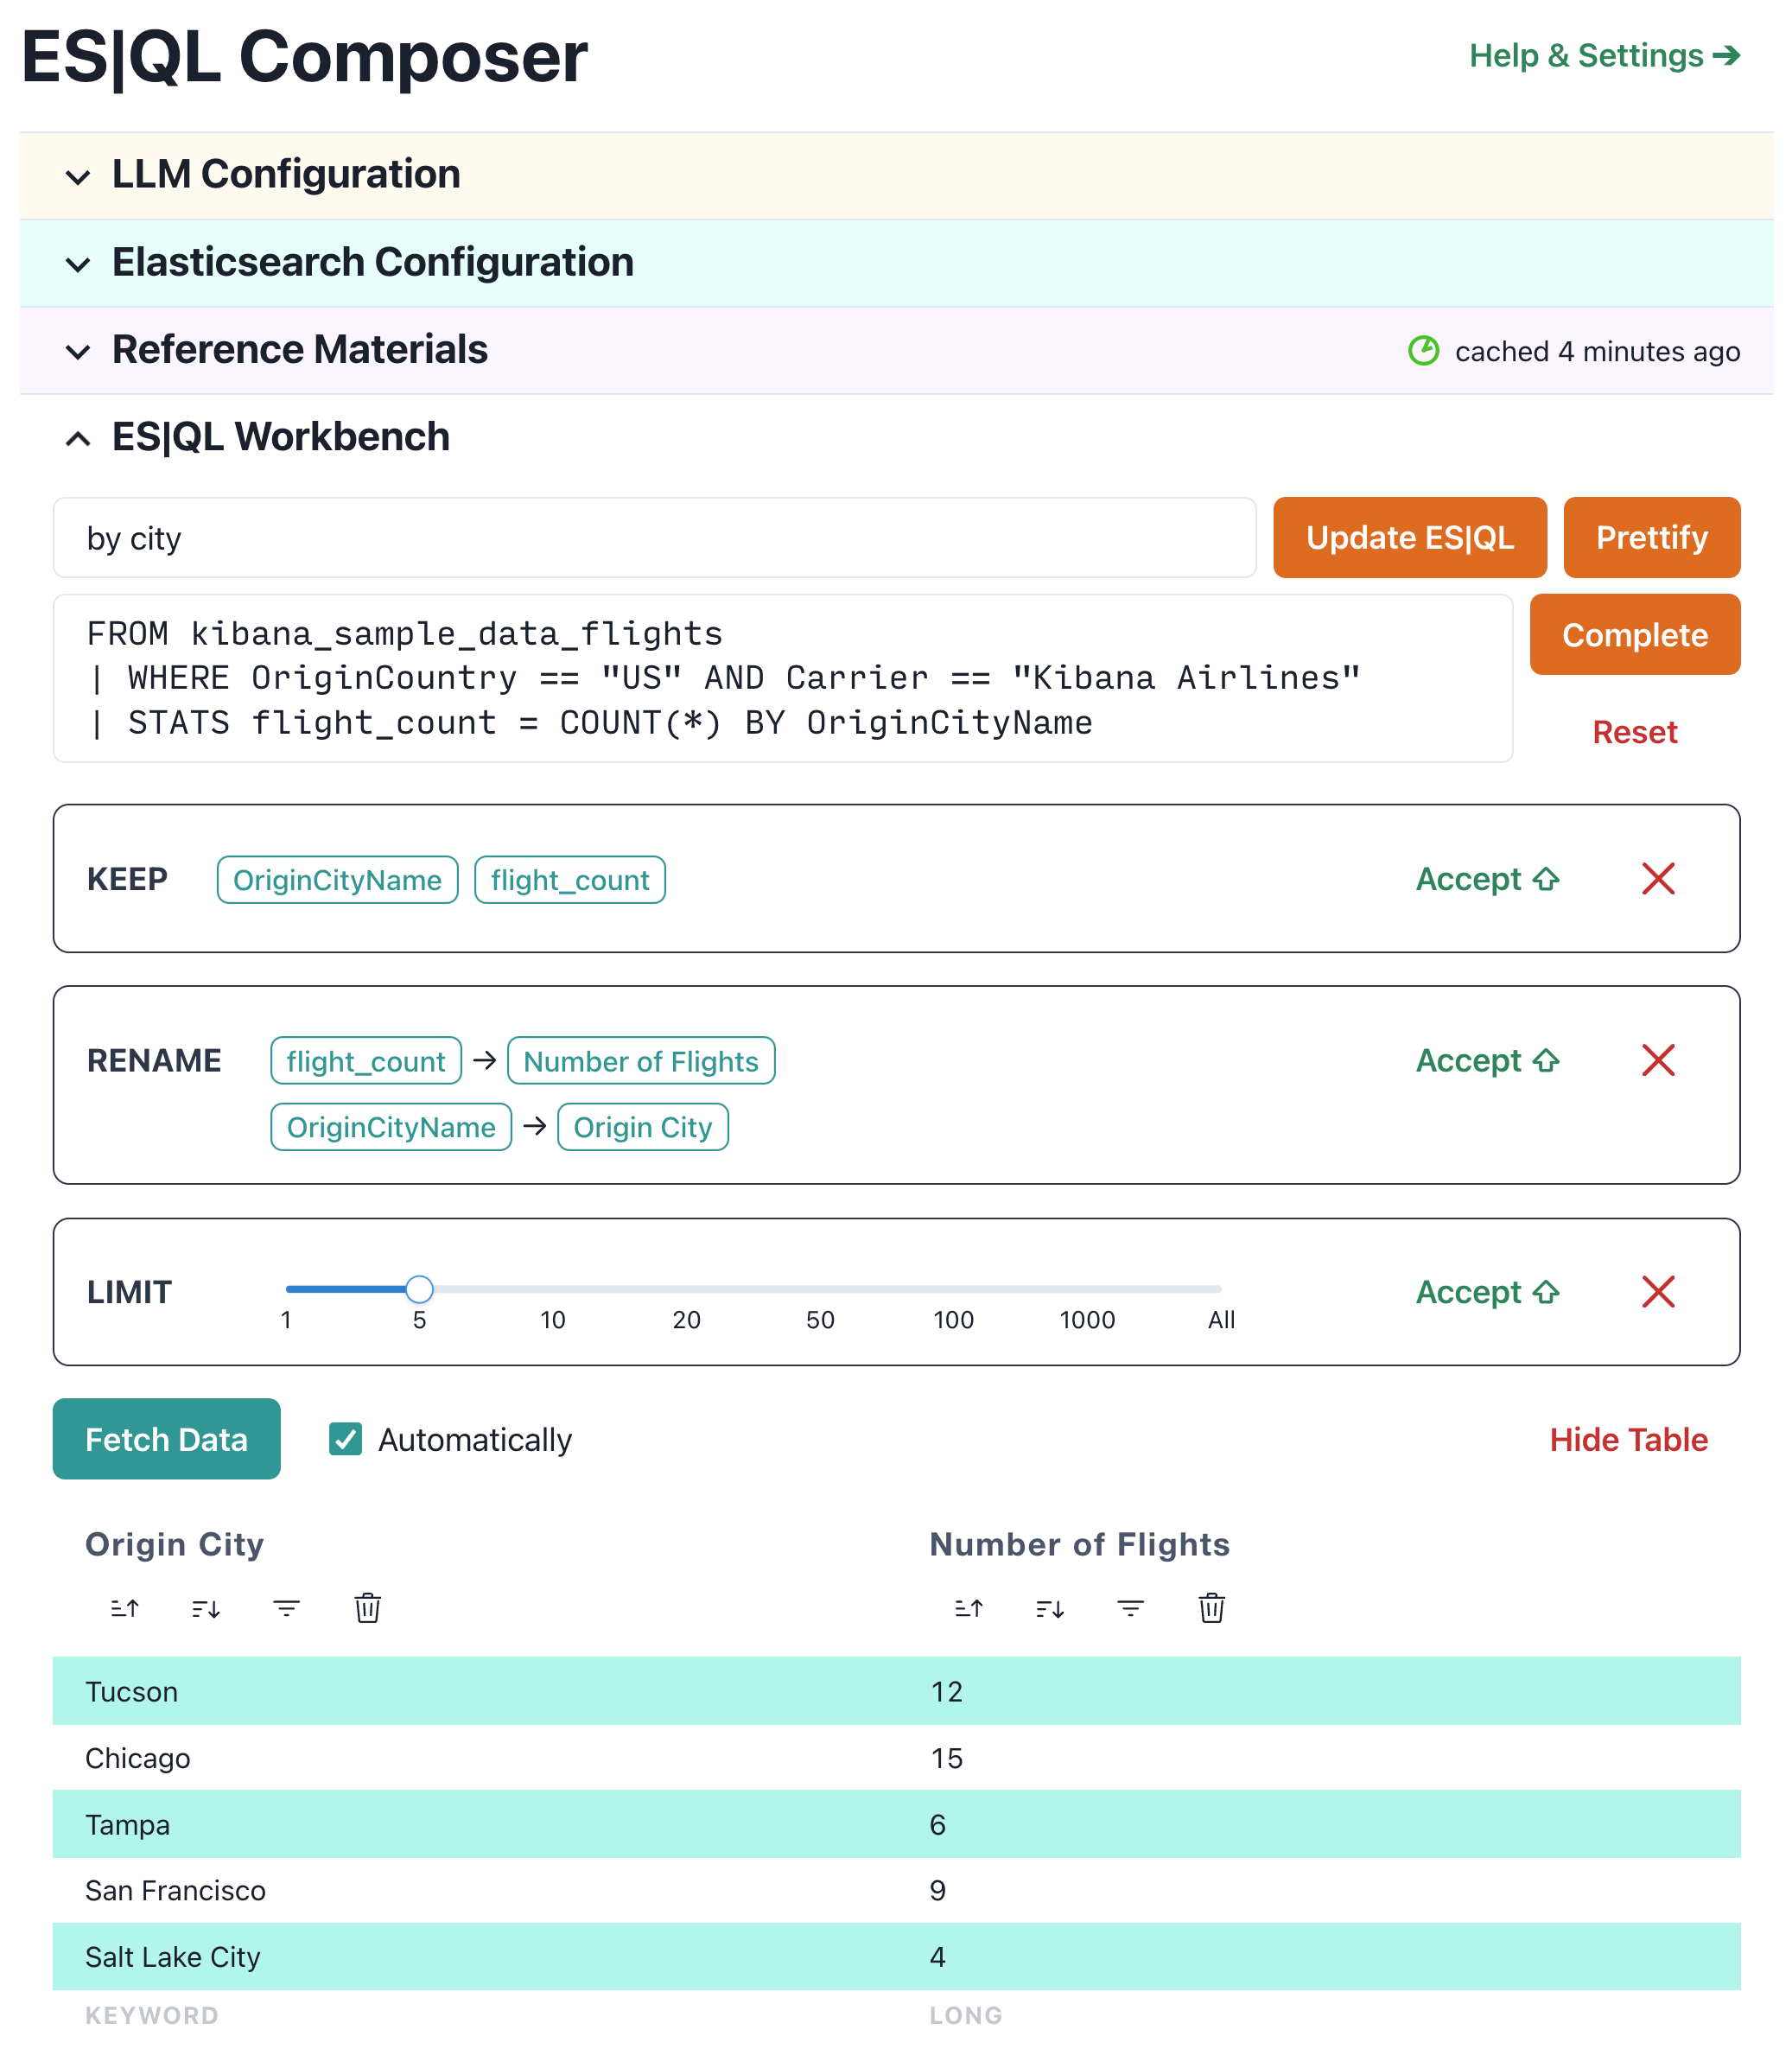 ES|QL Composer
Help & Settings
LLM Configuration
Elasticsearch Configuration
Reference Materials
cached 4 minutes ago
ES|QL Workbench
by city
Update ES|QL
Prettify
FROM kibana_sample_data_flights
| WHERE OriginCountry == "US" AND Carrier == "Kibana Airlines"
| STATS flight_count = COUNT(*) BY OriginCityName
Complete
Reset
KEEP OriginCityName flight_count Accept
RENAME flight_count → Number of Flights Accept
OriginCityName → Origin City
LIMIT Accept
1 5 10 20 50 100 1000 All
Fetch Data Automatically Hide Table
Origin City Number of Flights
Tucson 12
Chicago 15
Tampa 6
San Francisco 9
Salt Lake City 4
KEYWORD LONG